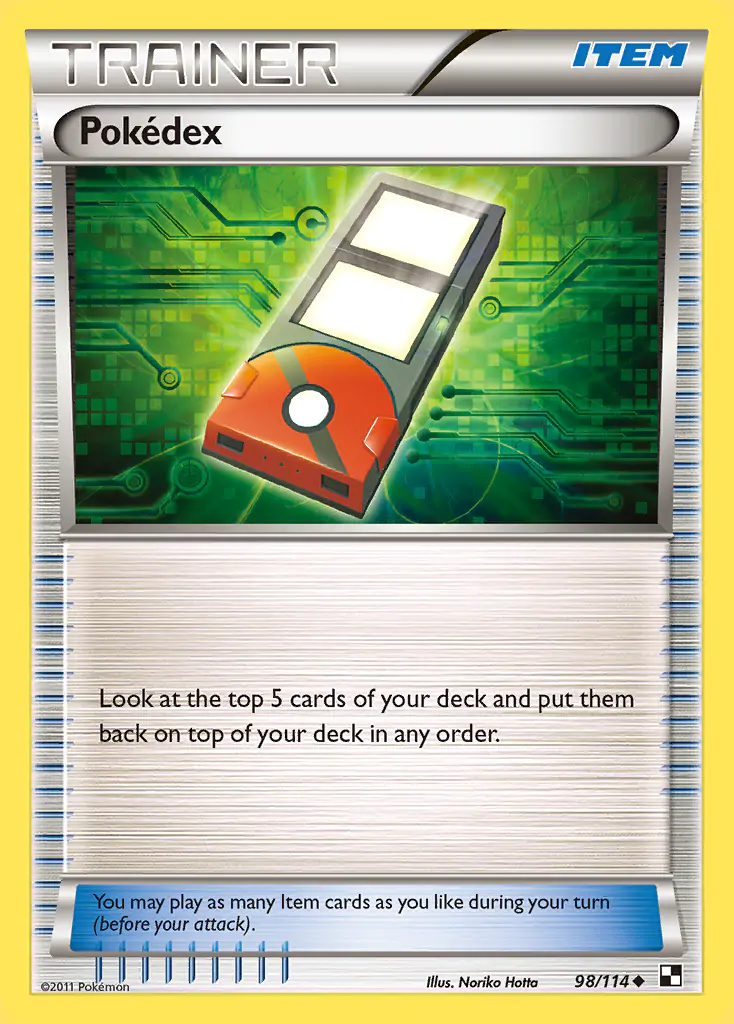 TRAINER ITEM
Pokédex
Look at the top 5 cards of your deck and put them
back on top of your deck in any order.
You may play as many Item cards as you like during your turn
(before your attack).
©2011 Pokémon Illus. Noriko Hotta 98/114